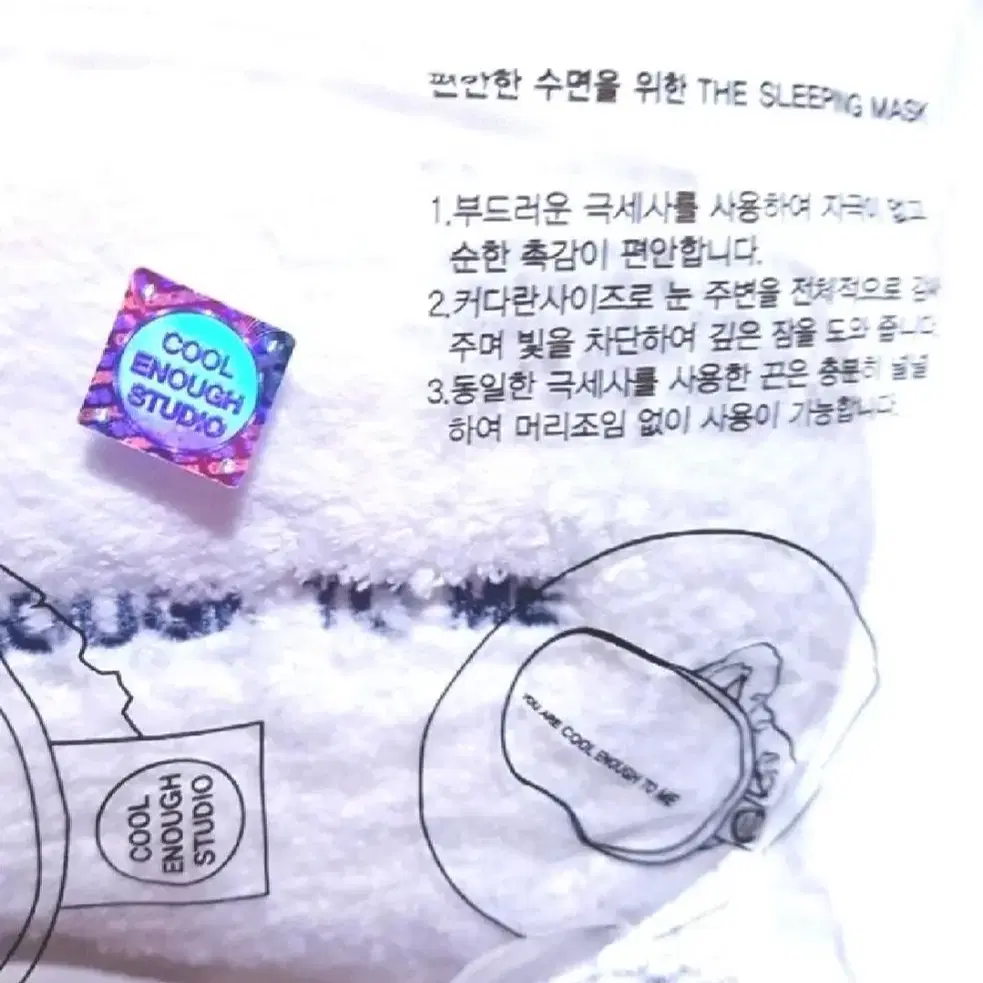 편안한 수면을 위한 THE SLEEPING MASK
1.부드러운 극세사를 사용하여 자극이 없고
순한 촉감이 편안합니다.
2.커다란사이즈로 눈 주변을 전체적으로
주며 빛을 차단하여 깊은 잠을 도와 줍니다
3.동일한 극세사를 사용한 끈은 충분히
하여 머리조임 없이 사용이 가능합니다
COOL
ENOUGH
STUDIO
TO ME
YOU ARE COOL ENOUGH TO ME
COOL
ENOUGH
STUDIO